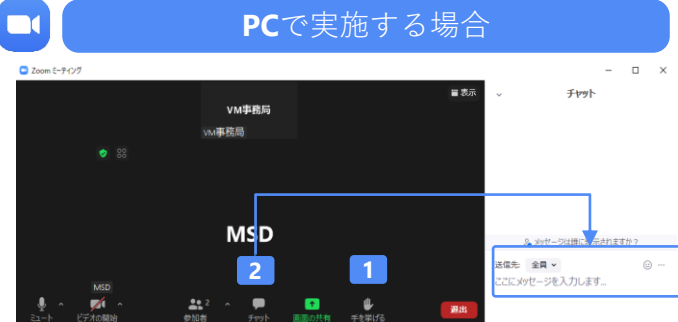 PCで実施する場合
Zoom ミーティング
表示
チャット
VM事務局
VM事務局
MSD
メッセージは誰に表示されますか？
2
1
送信先: 全員
ここにメッセージを入力します...
MSD
2
ミュート
ビデオの開始
参加者
チャット
画面の共有
手を挙げる
退出